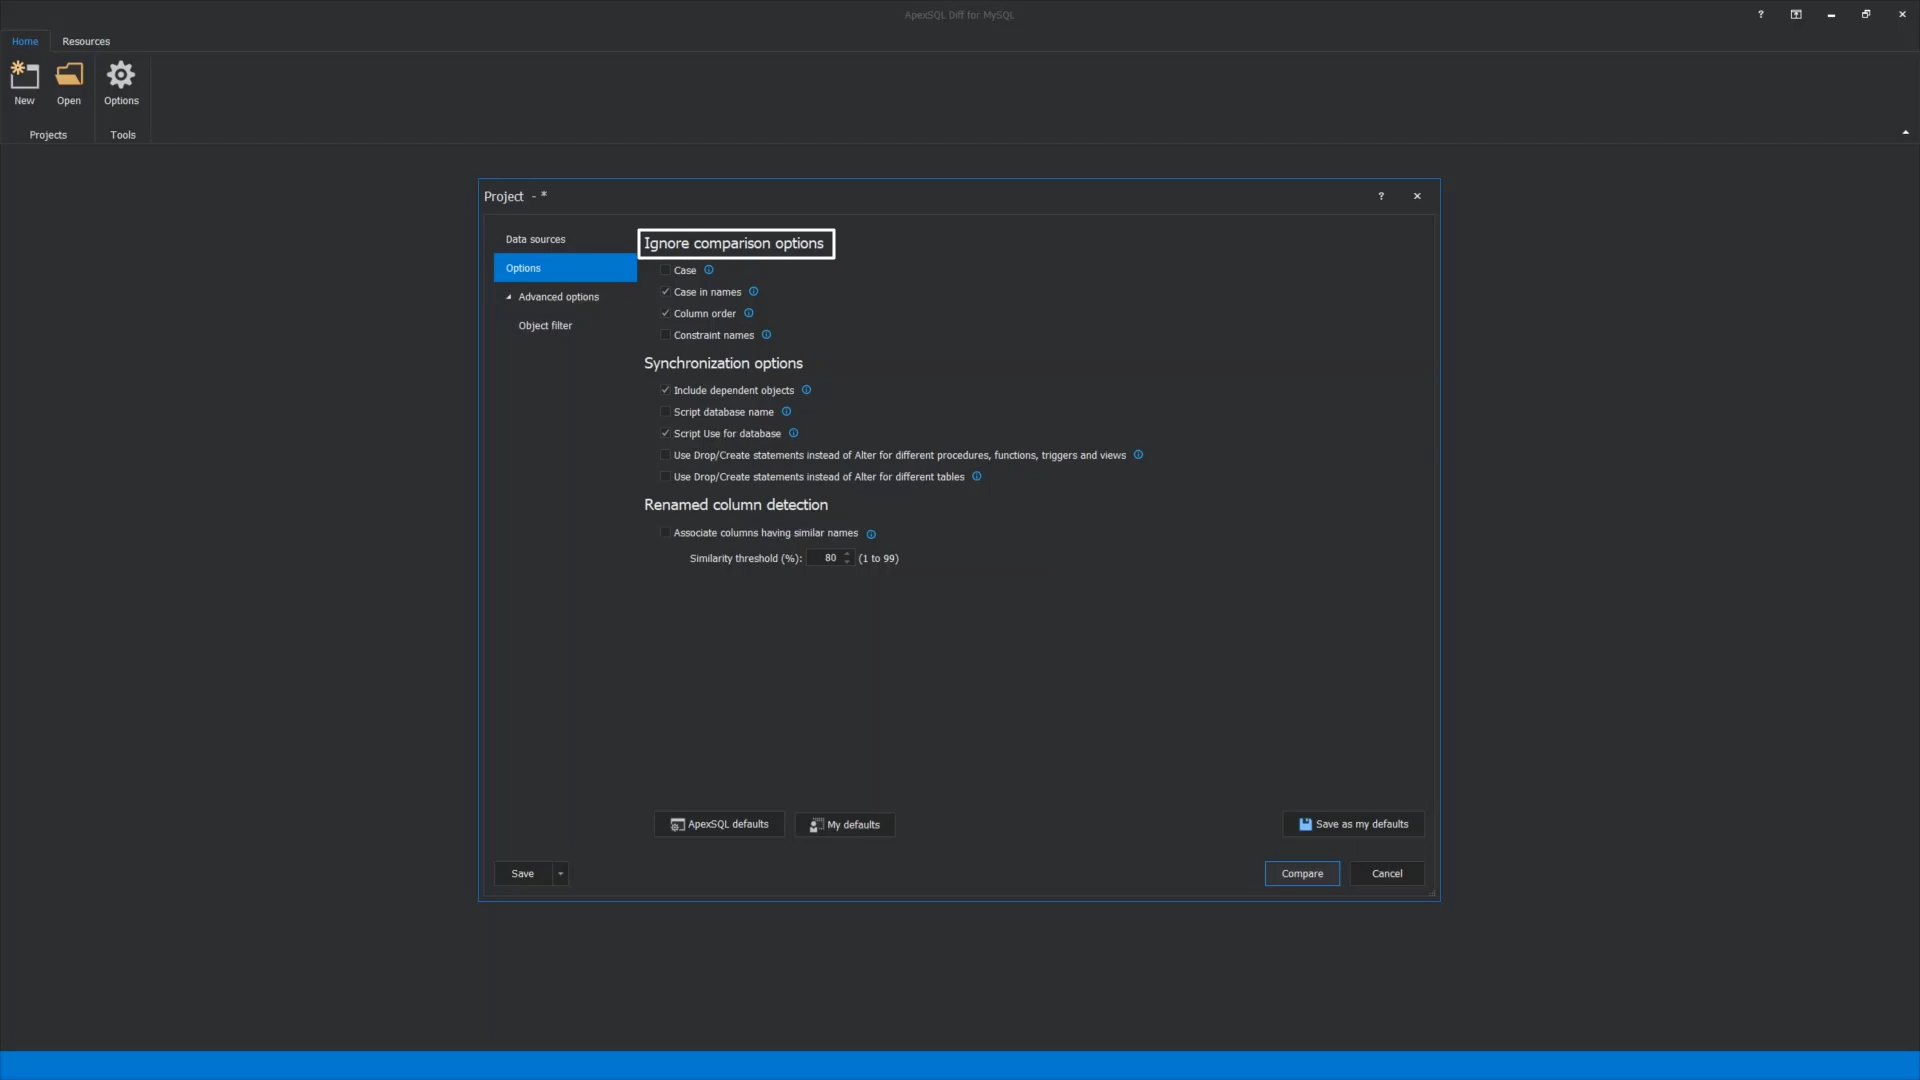 ApexSQL Diff for MySQL
Home Resources
New Open Options
Projects Tools
Project - *
Data sources
Options
Advanced options
Object filter
Ignore comparison options
Case
Case in names
Column order
Constraint names
Synchronization options
Include dependent objects
Script database name
Script Use for database
Use Drop/Create statements instead of Alter for different procedures, functions, triggers and views
Use Drop/Create statements instead of Alter for different tables
Renamed column detection
Associate columns having similar names
Similarity threshold (%): 80 (1 to 99)
ApexSQL defaults My defaults Save as my defaults
Save Compare Cancel